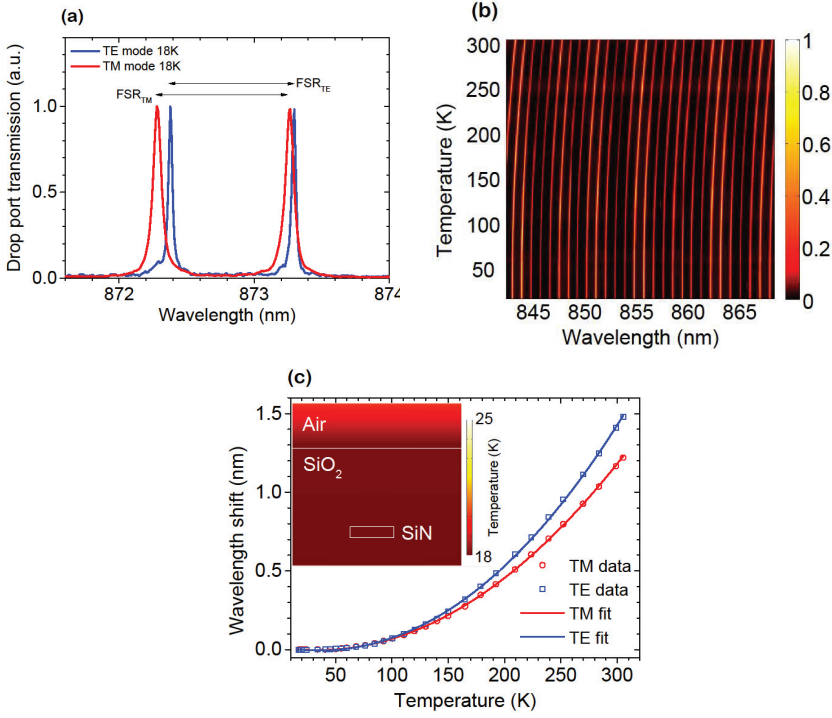 (a)
TE mode 18K
TM mode 18K
FSRTE
FSRTM
Drop port transmission (a.u.)
1.0
0.5
0.0
872
873
874
Wavelength (nm)
(b)
Temperature (K)
300
250
200
150
100
50
845
850
855
860
865
Wavelength (nm)
1
0.8
0.6
0.4
0.2
0
(c)
Wavelength shift (nm)
1.5
1.0
0.5
0.0
Air
SiO2
SiN
25
Temperature (K)
18
TM data
TE data
TM fit
TE fit
50
100
150
200
250
300
Temperature (K)